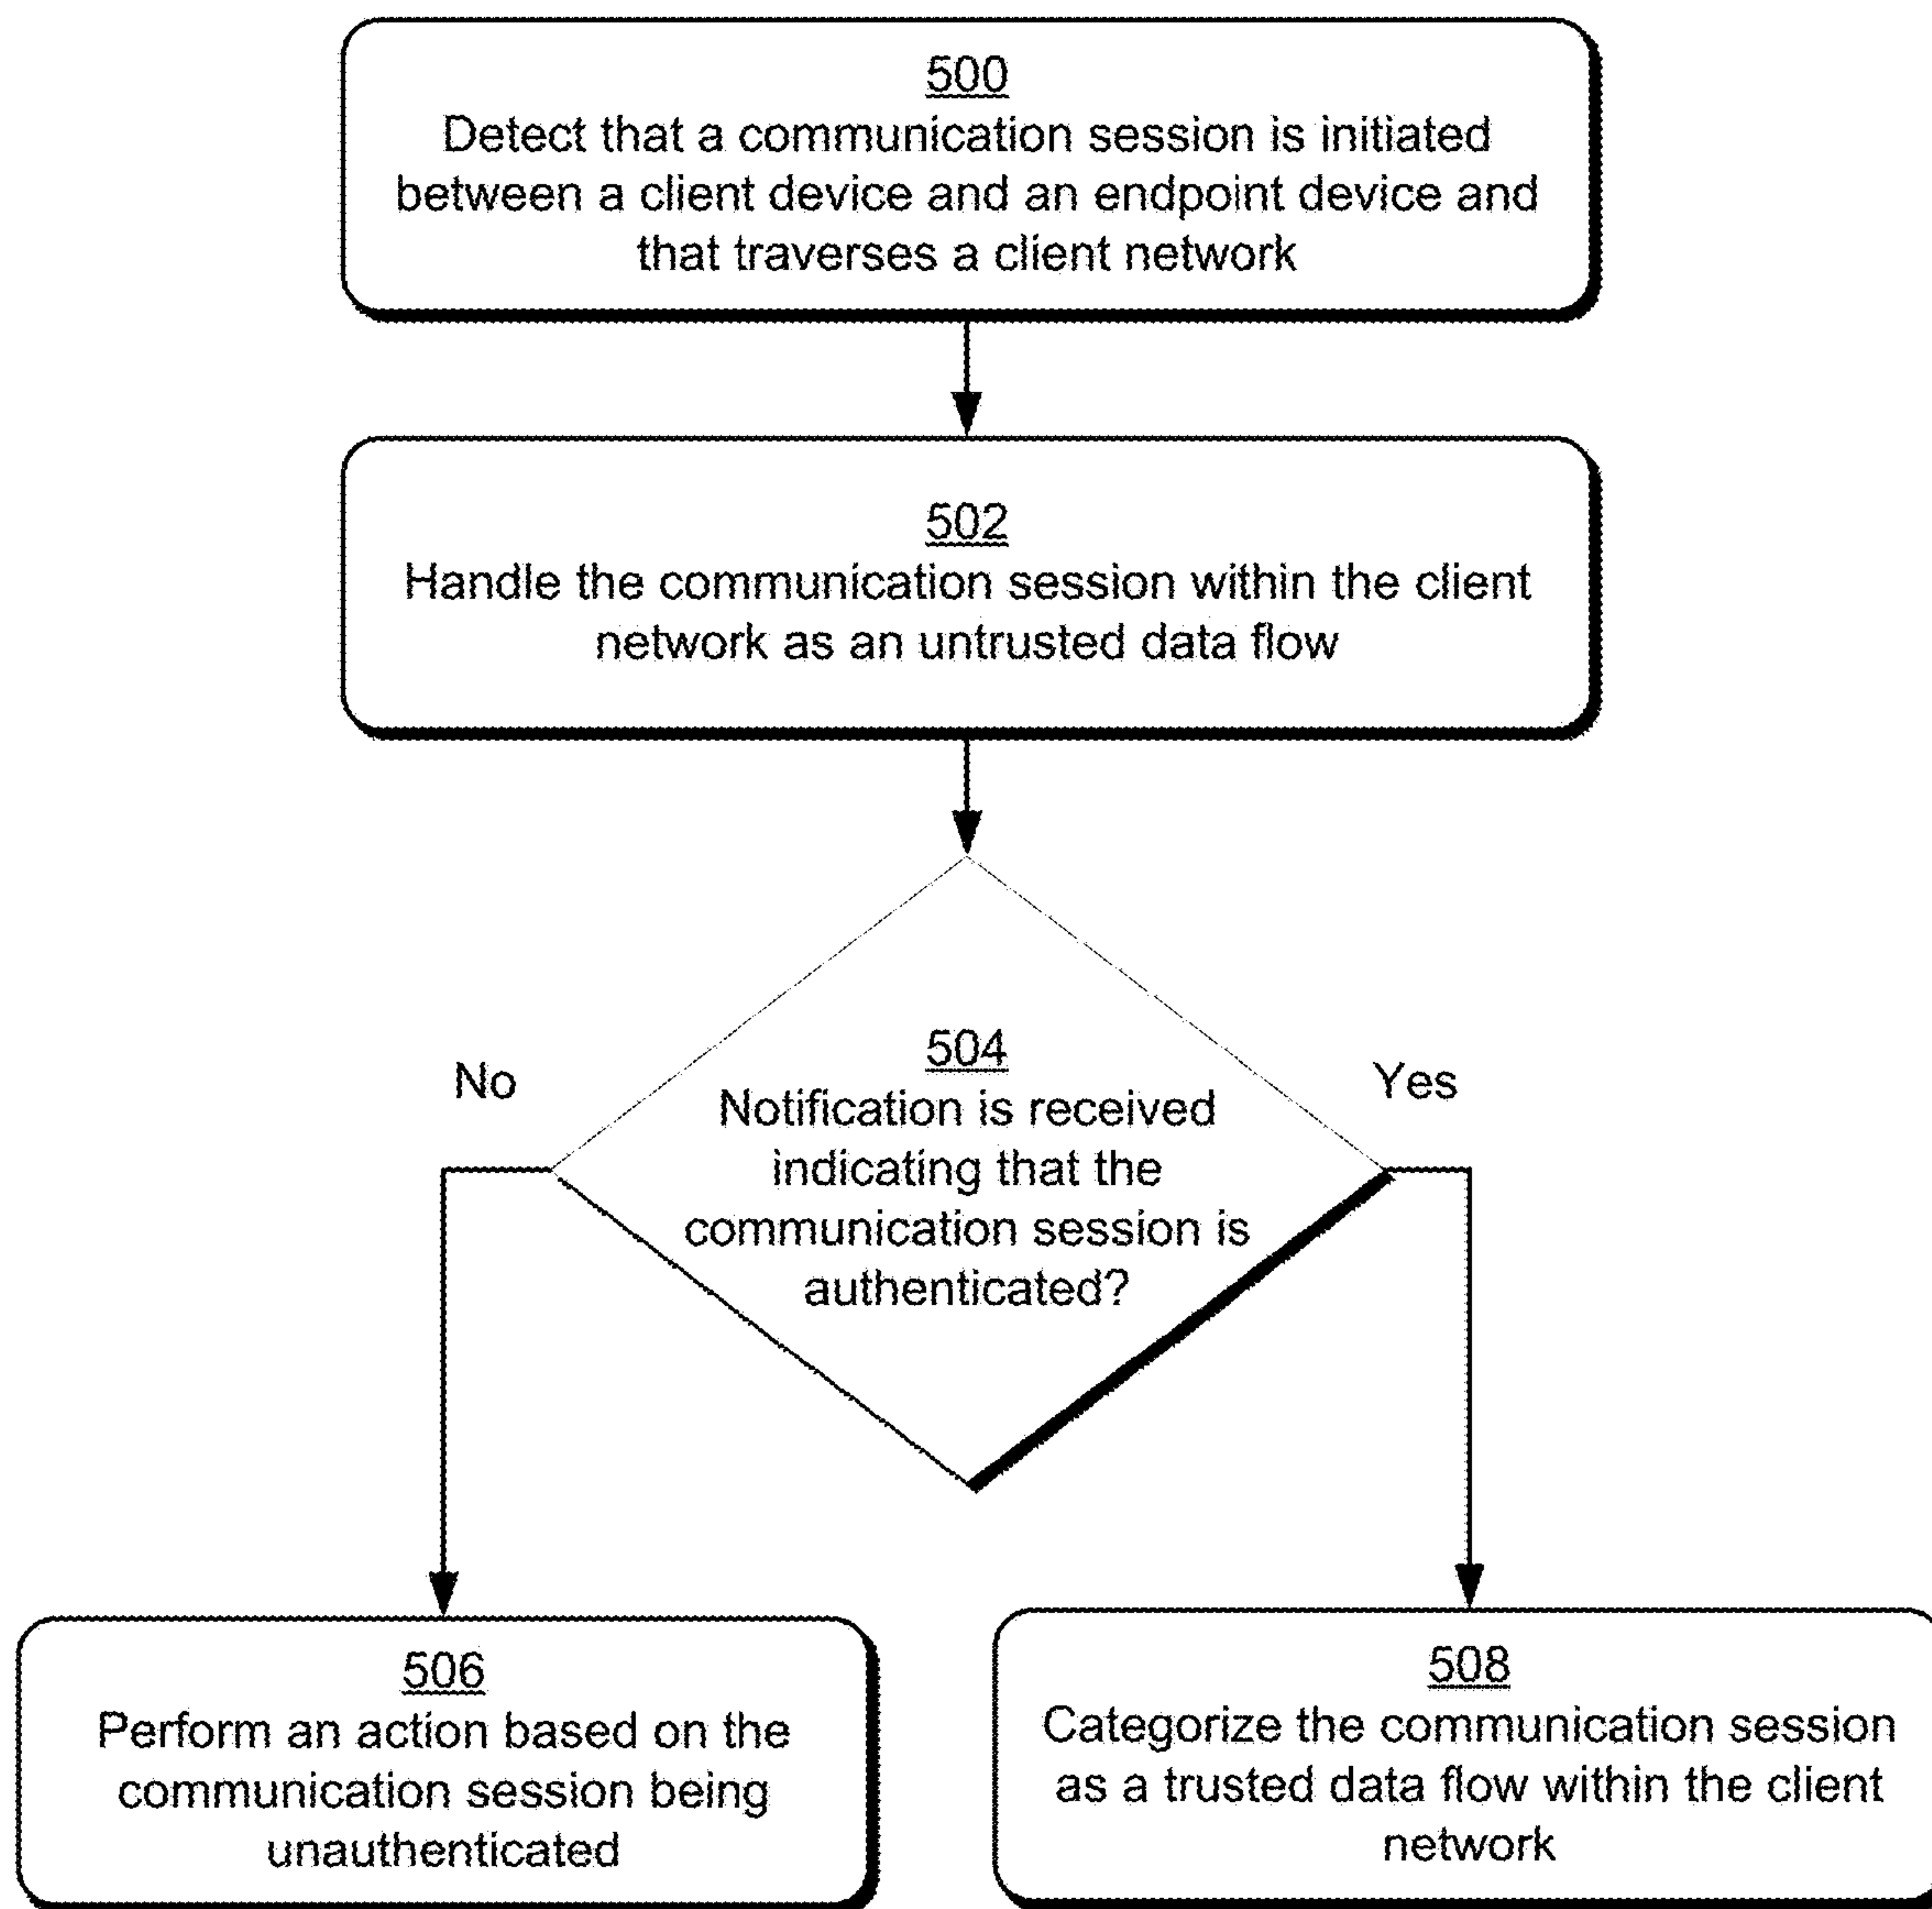 500
Detect that a communication session is initiated
between a client device and an endpoint device and
that traverses a client network
502
Handle the communication session within the client
network as an untrusted data flow
No
504
Yes
Notification is received
indicating that the
communication session is
authenticated?
506
Perform an action based on the
communication session being
unauthenticated
508
Categorize the communication session
as a trusted data flow within the client
network